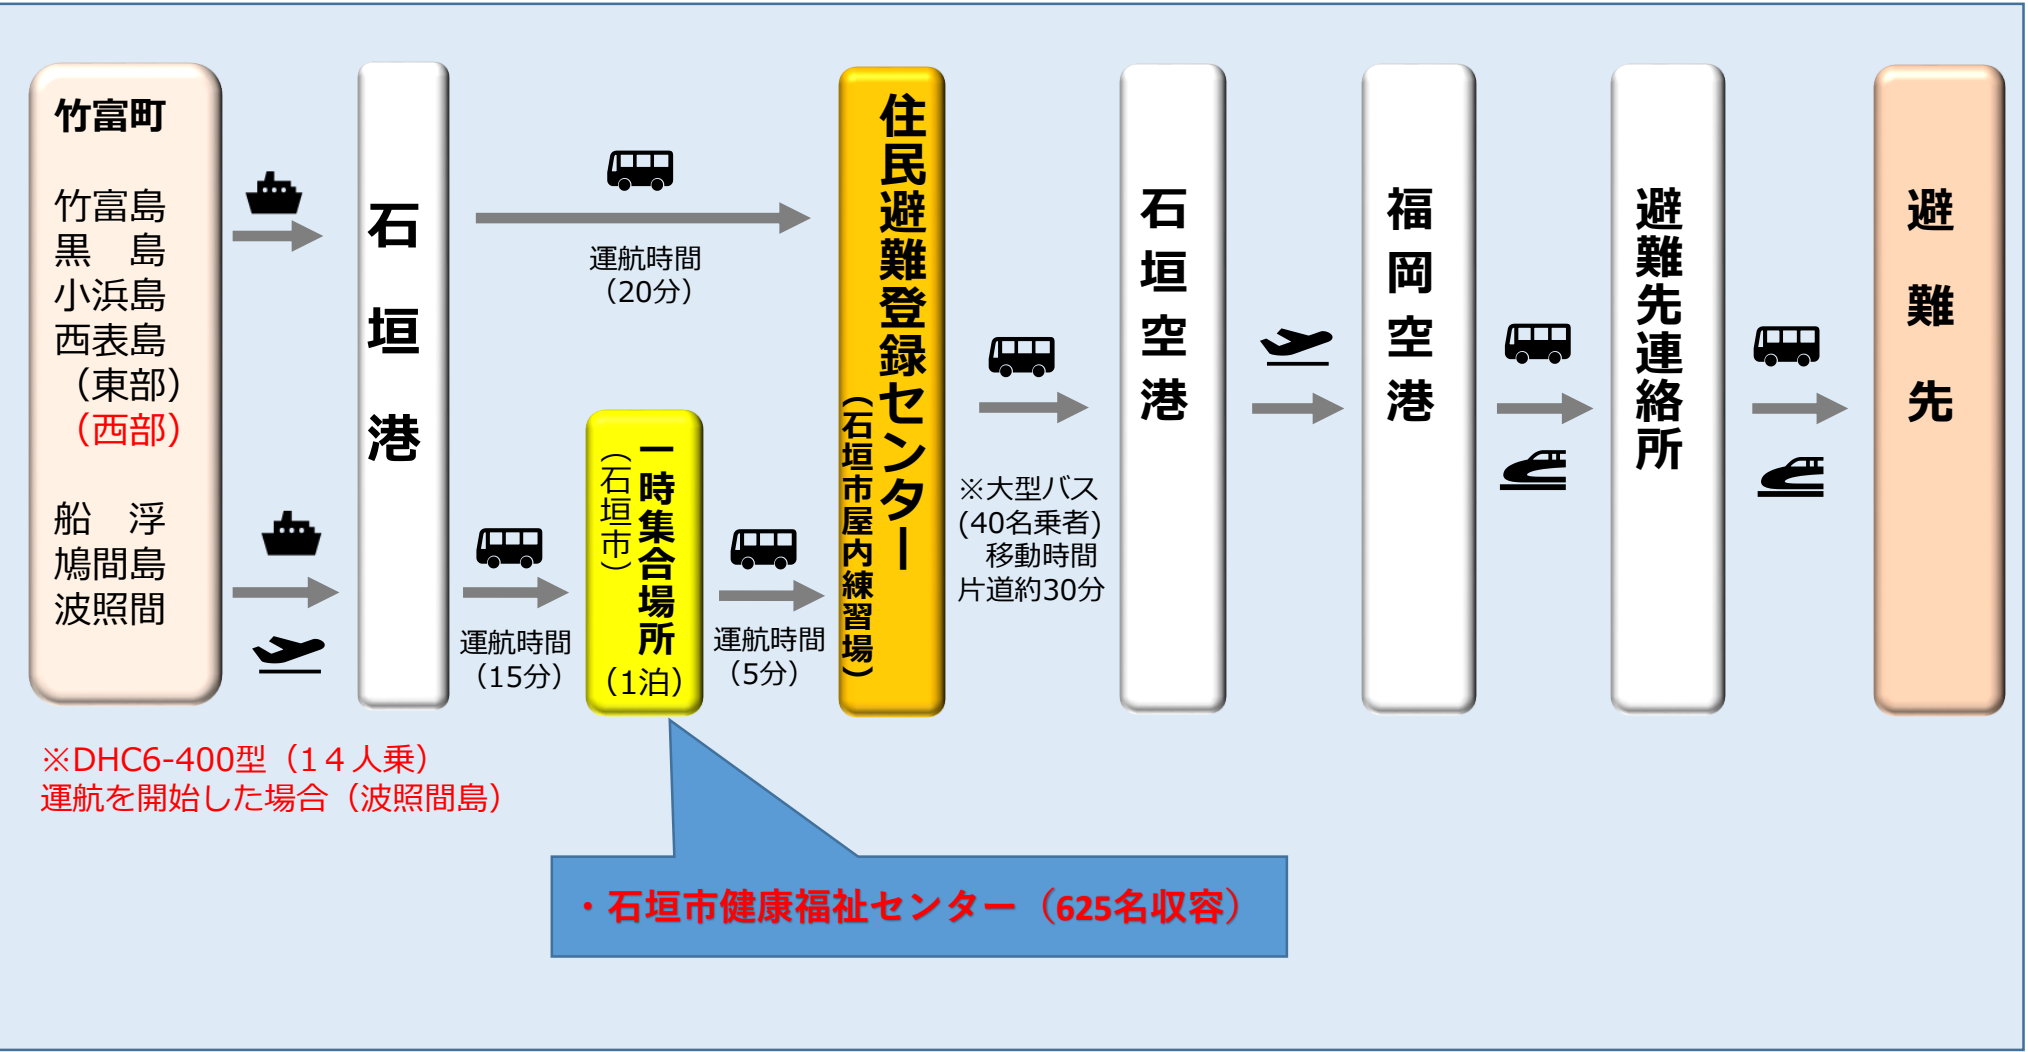 竹富町
竹富島
黒　島
小浜島
西表島
（東部）
（西部）
船　浮
鳩間島
波照間
※DHC6-400型（1４人乗）
運航を開始した場合（波照間島）
石垣港
運航時間
（20分）
運航時間
（15分）
一時集合場所
（石垣市）
（1泊）
運航時間
（5分）
・石垣市健康福祉センター（625名収容）
住民避難登録センター
（石垣市屋内練習場）
※大型バス
(40名乗者)
移動時間
片道約30分
石垣空港
福岡空港
避難先連絡所
避難先